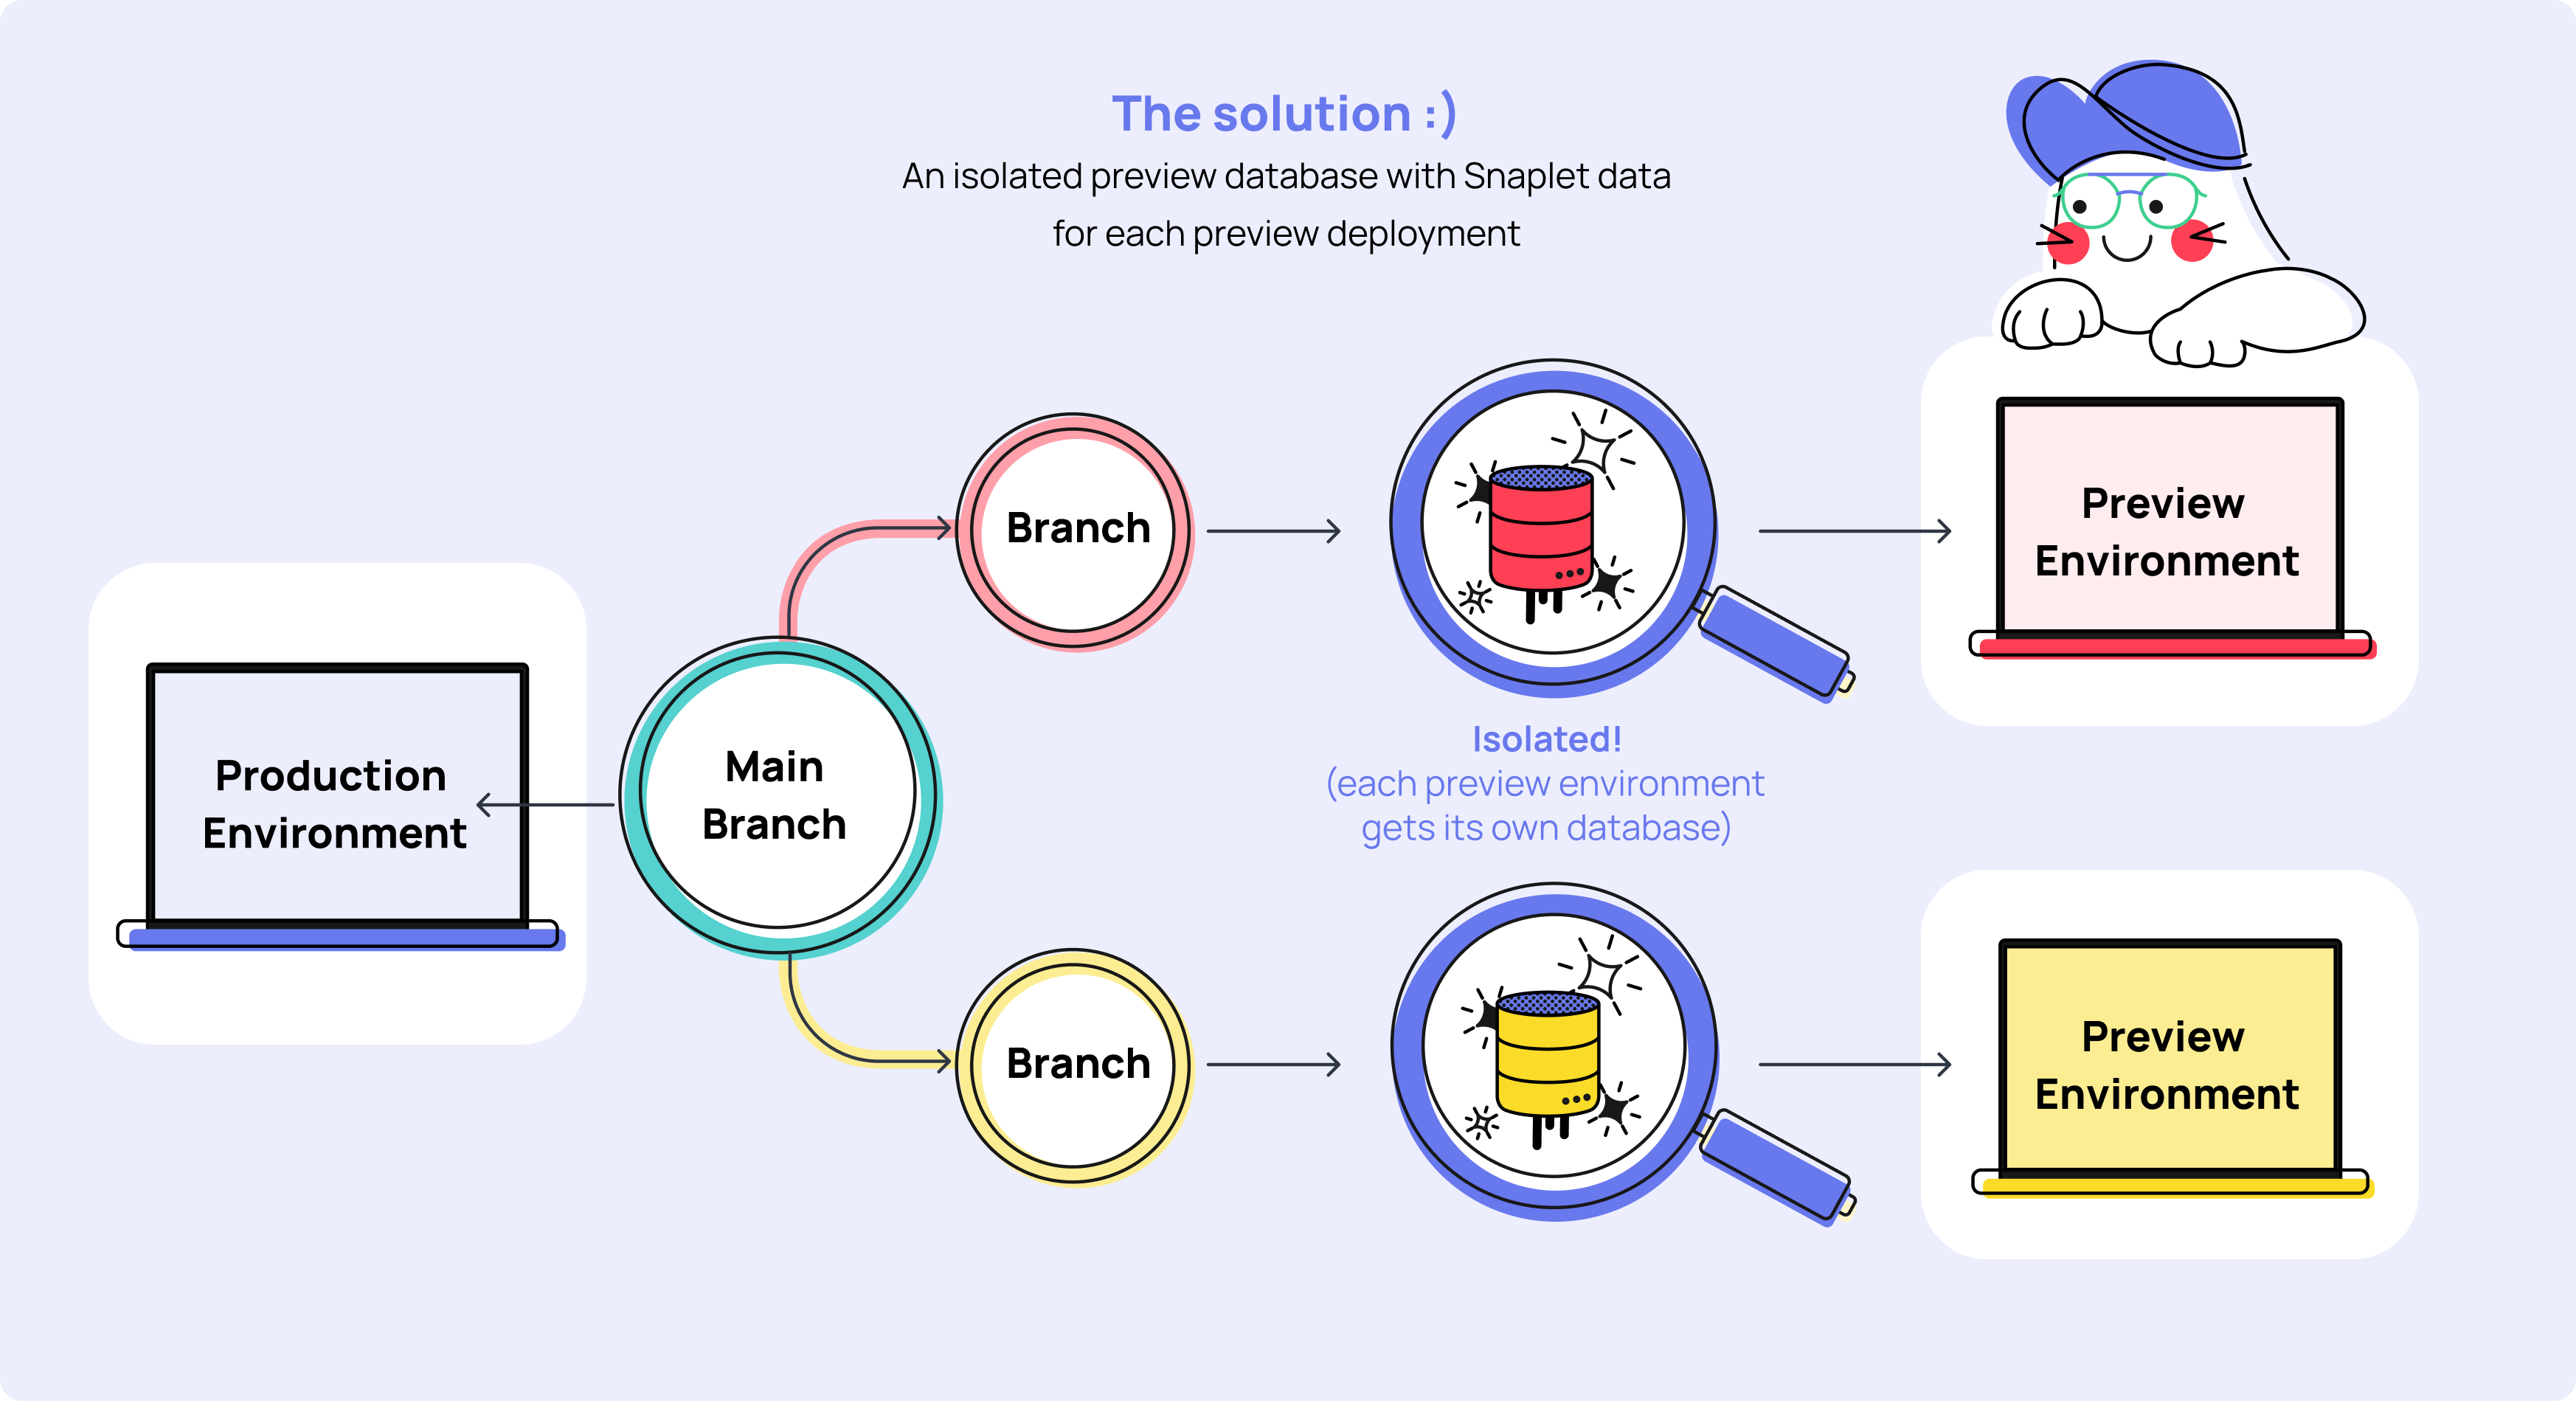 The solution :)
An isolated preview database with Snaplet data
for each preview deployment
Production
Environment
Main
Branch
Branch
Preview
Environment
Isolated!
(each preview environment
gets its own database)
Branch
Preview
Environment